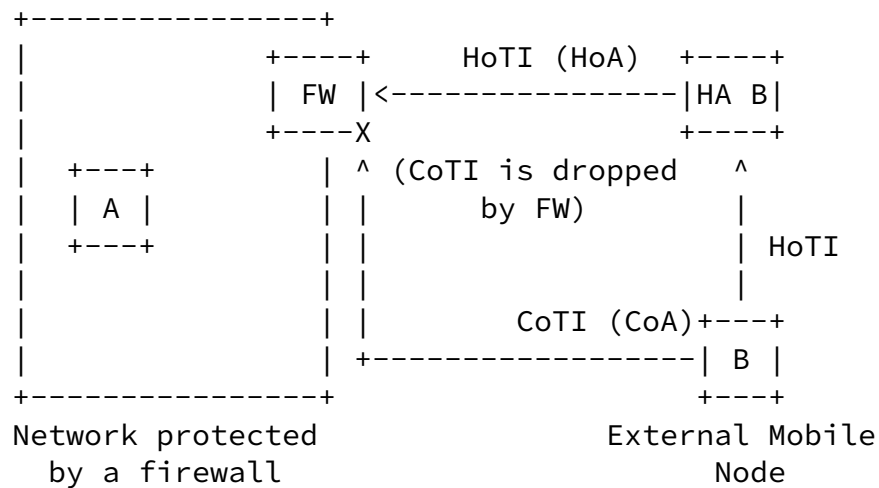 HoTI (HoA)
FW
HA B
X
(CoTI is dropped
by FW)
A
HoTI
CoTI (CoA)
B
Network protected
by a firewall
External Mobile
Node